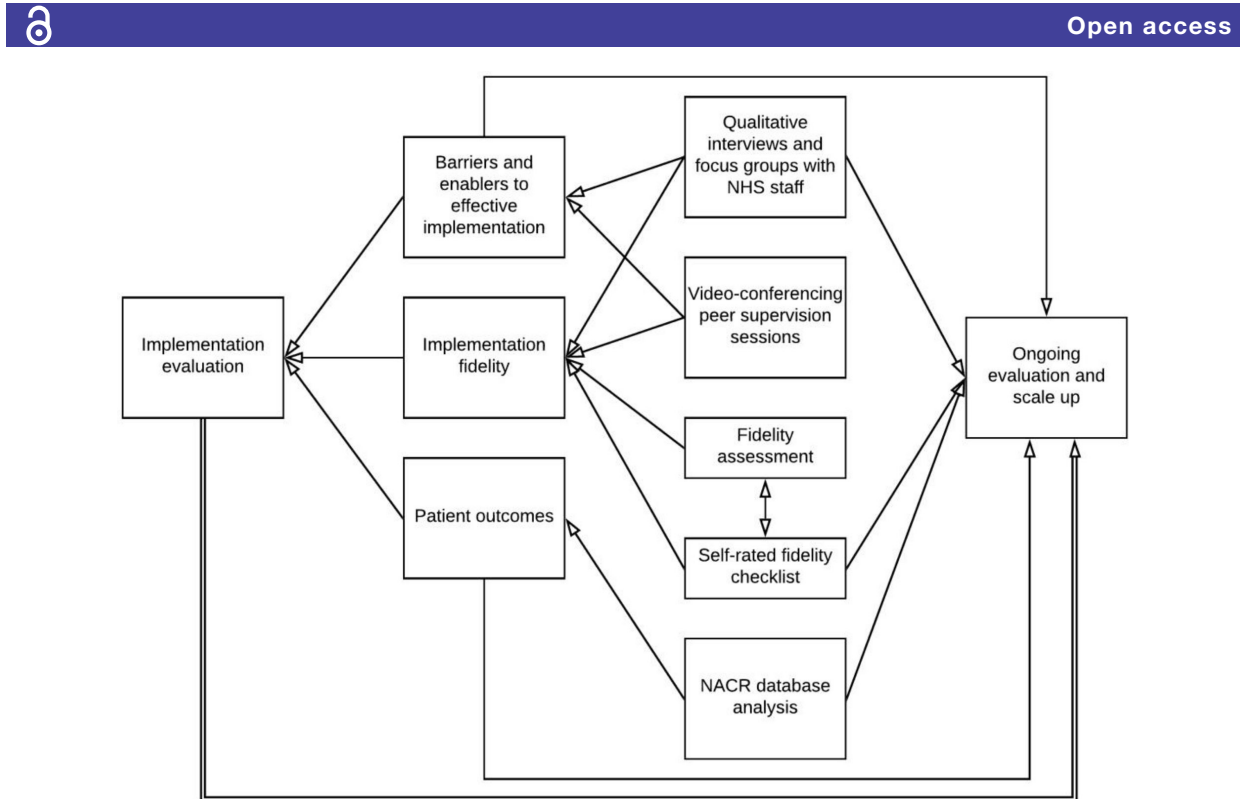 Open access
Barriers and
enablers to
effective
implementation
Qualitative
interviews and
focus groups with
NHS staff
Video-conferencing
peer supervision
sessions
Implementation
evaluation
Implementation
fidelity
Ongoing
evaluation and
scale up
Fidelity
assessment
Patient outcomes
Self-rated fidelity
checklist
NACR database
analysis